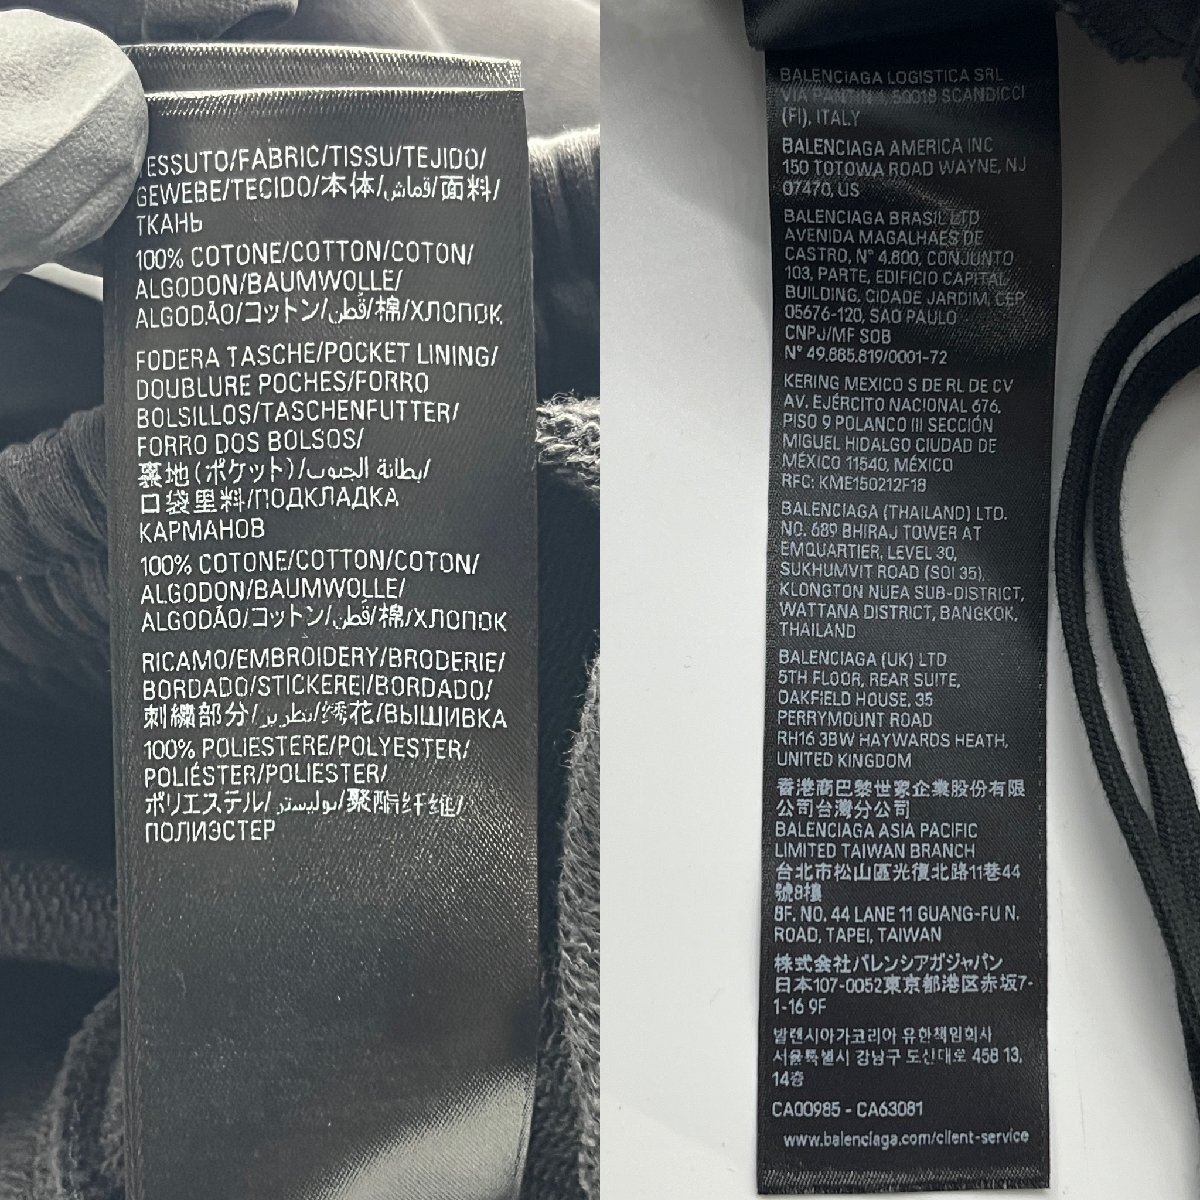 TESSUTO/FABRIC/TISSU/TEJIDO/
GEWEBE/TECIDO/本体/قماش/面料/
ТКАНЬ
100% COTONE/COTTON/COTON/
ALGODON/BAUMWOLLE/
ALGODÃO/コットン/قطن/棉/ХЛОПОК
FODERA TASCHE/POCKET LINING/
DOUBLURE POCHES/FORRO
BOLSILLOS/TASCHENFUTTER/
FORRO DOS BOLSOS/
裏地(ポケット)/بطانة الجيوب/
口袋里料/ПОДКЛАДКА
КАРМАНОВ
100% COTONE/COTTON/COTON/
ALGODON/BAUMWOLLE/
ALGODÃO/コットン/قطن/棉/ХЛОПОК
RICAMO/EMBROIDERY/BRODERIE/
BORDADO/STICKEREI/BORDADO/
刺繍部分/تطريز/绣花/ВЫШИВКА
100% POLIESTERE/POLYESTER/
POLIÉSTER/POLIESTER/
ポリエステル/بوليستر/聚酯纤维/
ПОЛИЭСТЕР
BALENCIAGA LOGISTICA SRL
VIA PANTIN 1, 50018 SCANDICCI
(FI), ITALY
BALENCIAGA AMERICA INC
150 TOTOWA ROAD WAYNE, NJ
07470, US
BALENCIAGA BRASIL LTD
AVENIDA MAGALHAES DE
CASTRO, N° 4.800, CONJUNTO
103, PARTE, EDIFICIO CAPITAL
BUILDING, CIDADE JARDIM, CEP
05676-120, SAO PAULO
CNPJ/MF SOB
N° 49.885.819/0001-72
KERING MEXICO S DE RL DE CV
AV. EJÉRCITO NACIONAL 676,
PISO 9 POLANCO III SECCIÓN
MIGUEL HIDALGO CIUDAD DE
MÉXICO 11540, MÉXICO
RFC: KME150212F18
BALENCIAGA (THAILAND) LTD.
NO. 689 BHIRAJ TOWER AT
EMQUARTIER, LEVEL 30,
SUKHUMVIT ROAD (SOI 35),
KLONGTON NUEA SUB-DISTRICT,
WATTANA DISTRICT, BANGKOK,
THAILAND
BALENCIAGA (UK) LTD
5TH FLOOR, REAR SUITE,
OAKFIELD HOUSE, 35
PERRYMOUNT ROAD
RH16 3BW HAYWARDS HEATH,
UNITED KINGDOM
香港商巴黎世家企業股份有限
公司台灣分公司
BALENCIAGA ASIA PACIFIC
LIMITED TAIWAN BRANCH
台北市松山區光復北路11巷44
號8樓
8F. NO. 44 LANE 11 GUANG-FU N.
ROAD, TAPEI, TAIWAN
株式会社バレンシアガジャパン
日本107-0052東京都港区赤坂7-
1-16 9F
발렌시아가코리아 유한책임회사
서울특별시 강남구 도산대로 458 13,
14층
CA00985 - CA63081
www.balenciaga.com/client-service